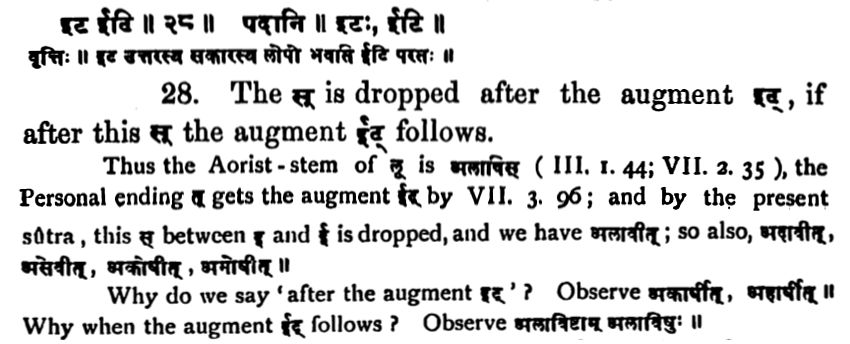 इट ईटि ॥ २८ ॥ पदानि ॥ इटः, ईटि ॥
वृत्तिः ॥ इट उत्तरस्य सकारस्य लोपो भवति ईटि परतः ॥
28. The स् is dropped after the augment इट्, if
after this स् the augment ईट् follows.
Thus the Aorist-stem of लू is अलाविस् ( III. 1. 44; VII. 2. 35 ), the
Personal ending त् gets the augment ईट् by VII. 3. 96; and by the present
sûtra, this स् between इ and ई is dropped, and we have अलावीत्; so also, अदावीत्,
असेवीत्, अकोषीत्, अमोषीत् ॥
Why do we say 'after the augment इट्'? Observe अकार्षीत्, अहार्षीत् ॥
Why when the augment ईट् follows? Observe अलाविष्टाम् अलाविषुः ॥